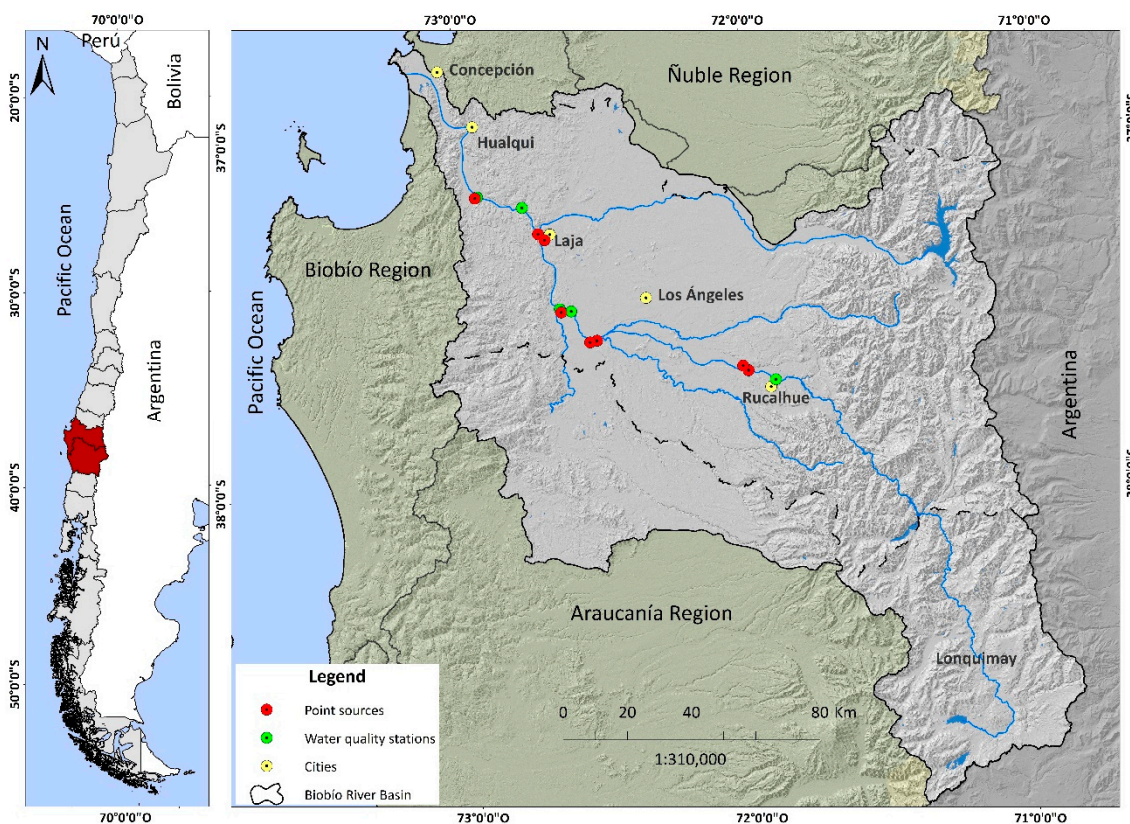 70°0'0"O
Perú
N
Bolivia
20°0'0"S
Pacific Ocean
30°0'0"S
Argentina
40°0'0"S
50°0'0"S
70°0'0"O
73°0'0"O
72°0'0"O
71°0'0"O
Concepción
Ñuble Region
37°0'0"S
Hualqui
Laja
Biobío Region
Los Ángeles
Pacific Ocean
Rucalhue
Argentina
38°0'0"S
Araucanía Region
Lonquimay
Legend
Point sources
Water quality stations
Cities
Biobío River Basin
0 20 40 80 Km
1:310,000
73°0'0"O
72°0'0"O
71°0'0"O